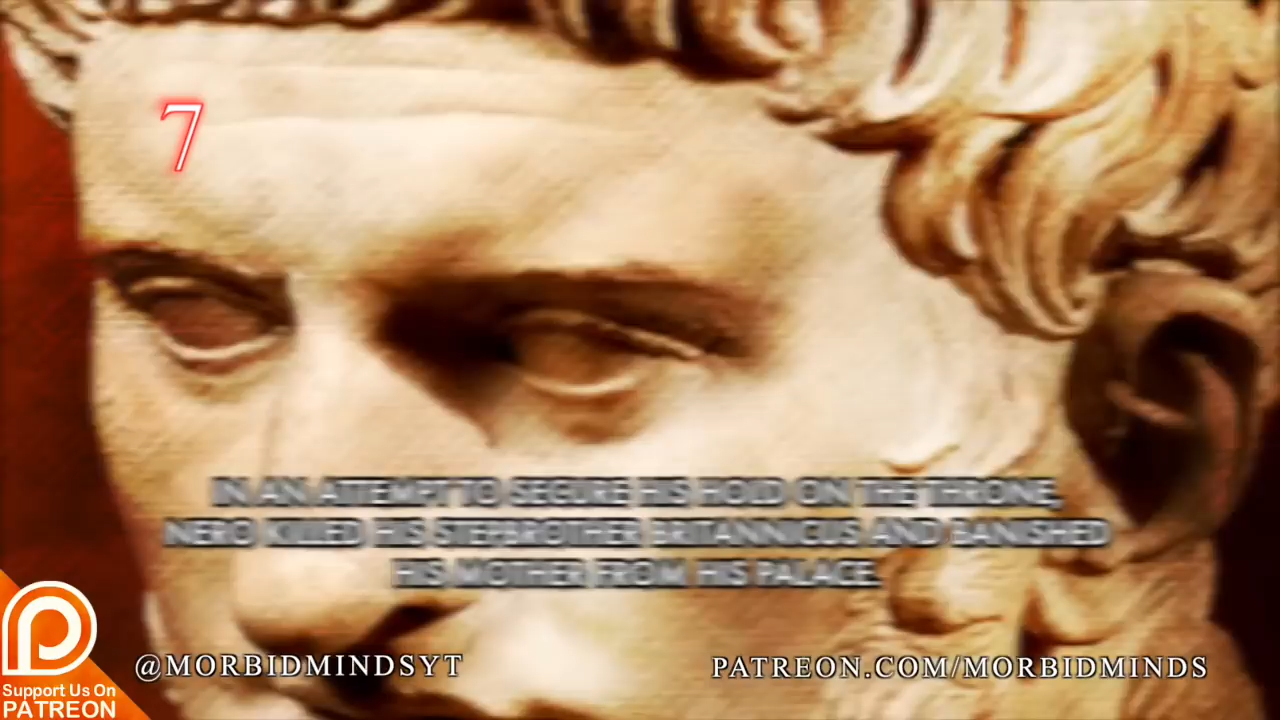 7
IN AN ATTEMPT TO SECURE HIS HOLD ON THE THRONE,
NERO KILLED HIS STEPBROTHER BRITANNICUS AND BANISHED
HIS MOTHER FROM HIS PALACE.
@MORBIDMINDSYT
PATREON.COM/MORBIDMINDS
Support Us On
PATREON